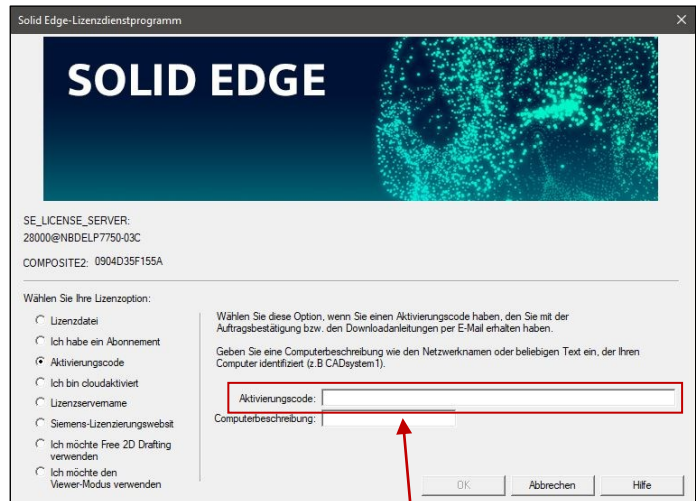 Solid Edge-Lizenzdienstprogramm
SOLID EDGE
SE_LICENSE_SERVER:
28000@NBDELP7750-03C
COMPOSITE2: 0904D35F155A
Wählen Sie Ihre Lizenzoption:
Lizenzdatei
Ich habe ein Abonnement
Aktivierungscode
Ich bin cloudaktiviert
Lizenzservername
Siemens-Lizenzierungswebsit
Ich möchte Free 2D Drafting
verwenden
Ich möchte den
Viewer-Modus verwenden
Wählen Sie diese Option, wenn Sie einen Aktivierungscode haben, den Sie mit der
Auftragsbestätigung bzw. den Downloadanleitungen per E-Mail erhalten haben.
Geben Sie eine Computerbeschreibung wie den Netzwerknamen oder beliebigen Text ein, der Ihren
Computer identifiziert (z.B CADsystem1).
Aktivierungscode:
Computerbeschreibung:
OK Abbrechen Hilfe